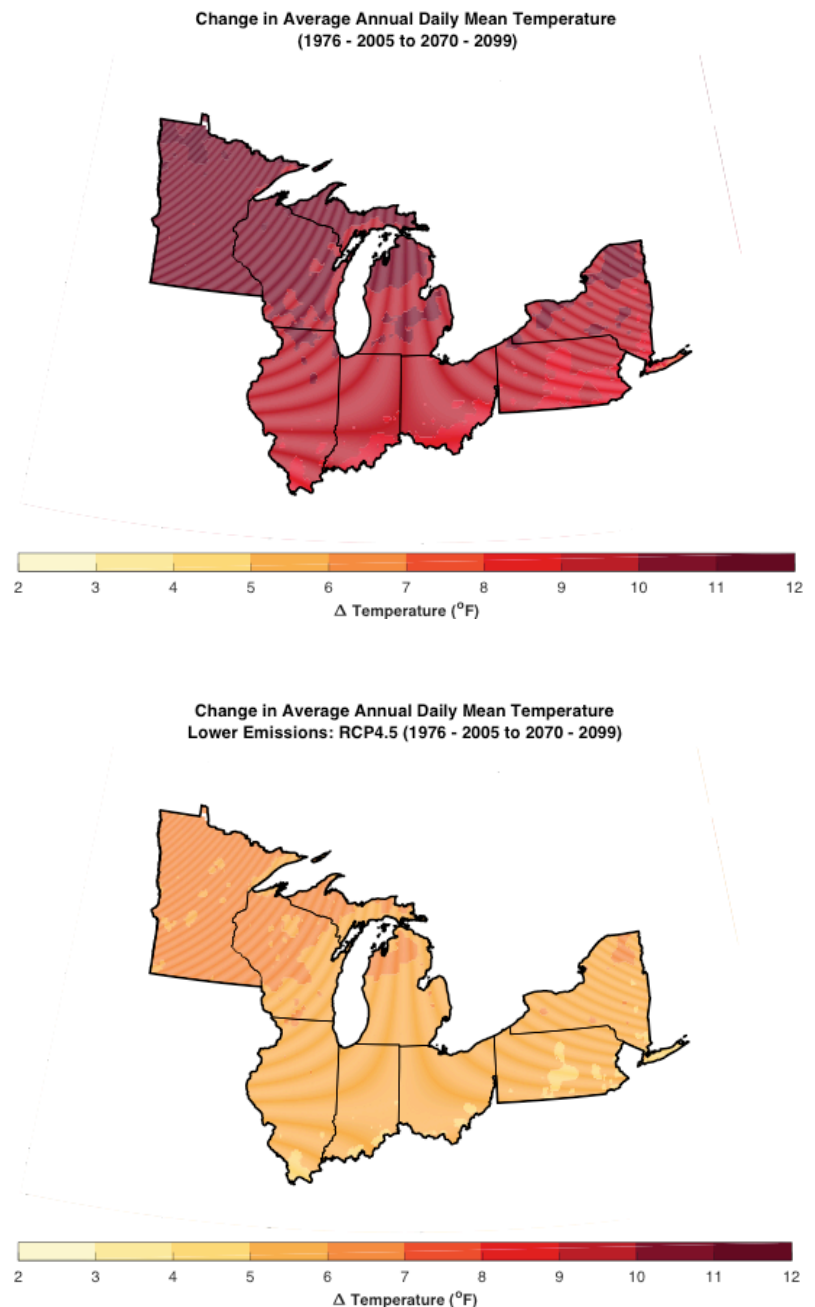 Change in Average Annual Daily Mean Temperature
(1976 - 2005 to 2070 - 2099)
2 3 4 5 6 7 8 9 10 11 12
Δ Temperature (°F)
Change in Average Annual Daily Mean Temperature
Lower Emissions: RCP4.5 (1976 - 2005 to 2070 - 2099)
2 3 4 5 6 7 8 9 10 11 12
Δ Temperature (°F)